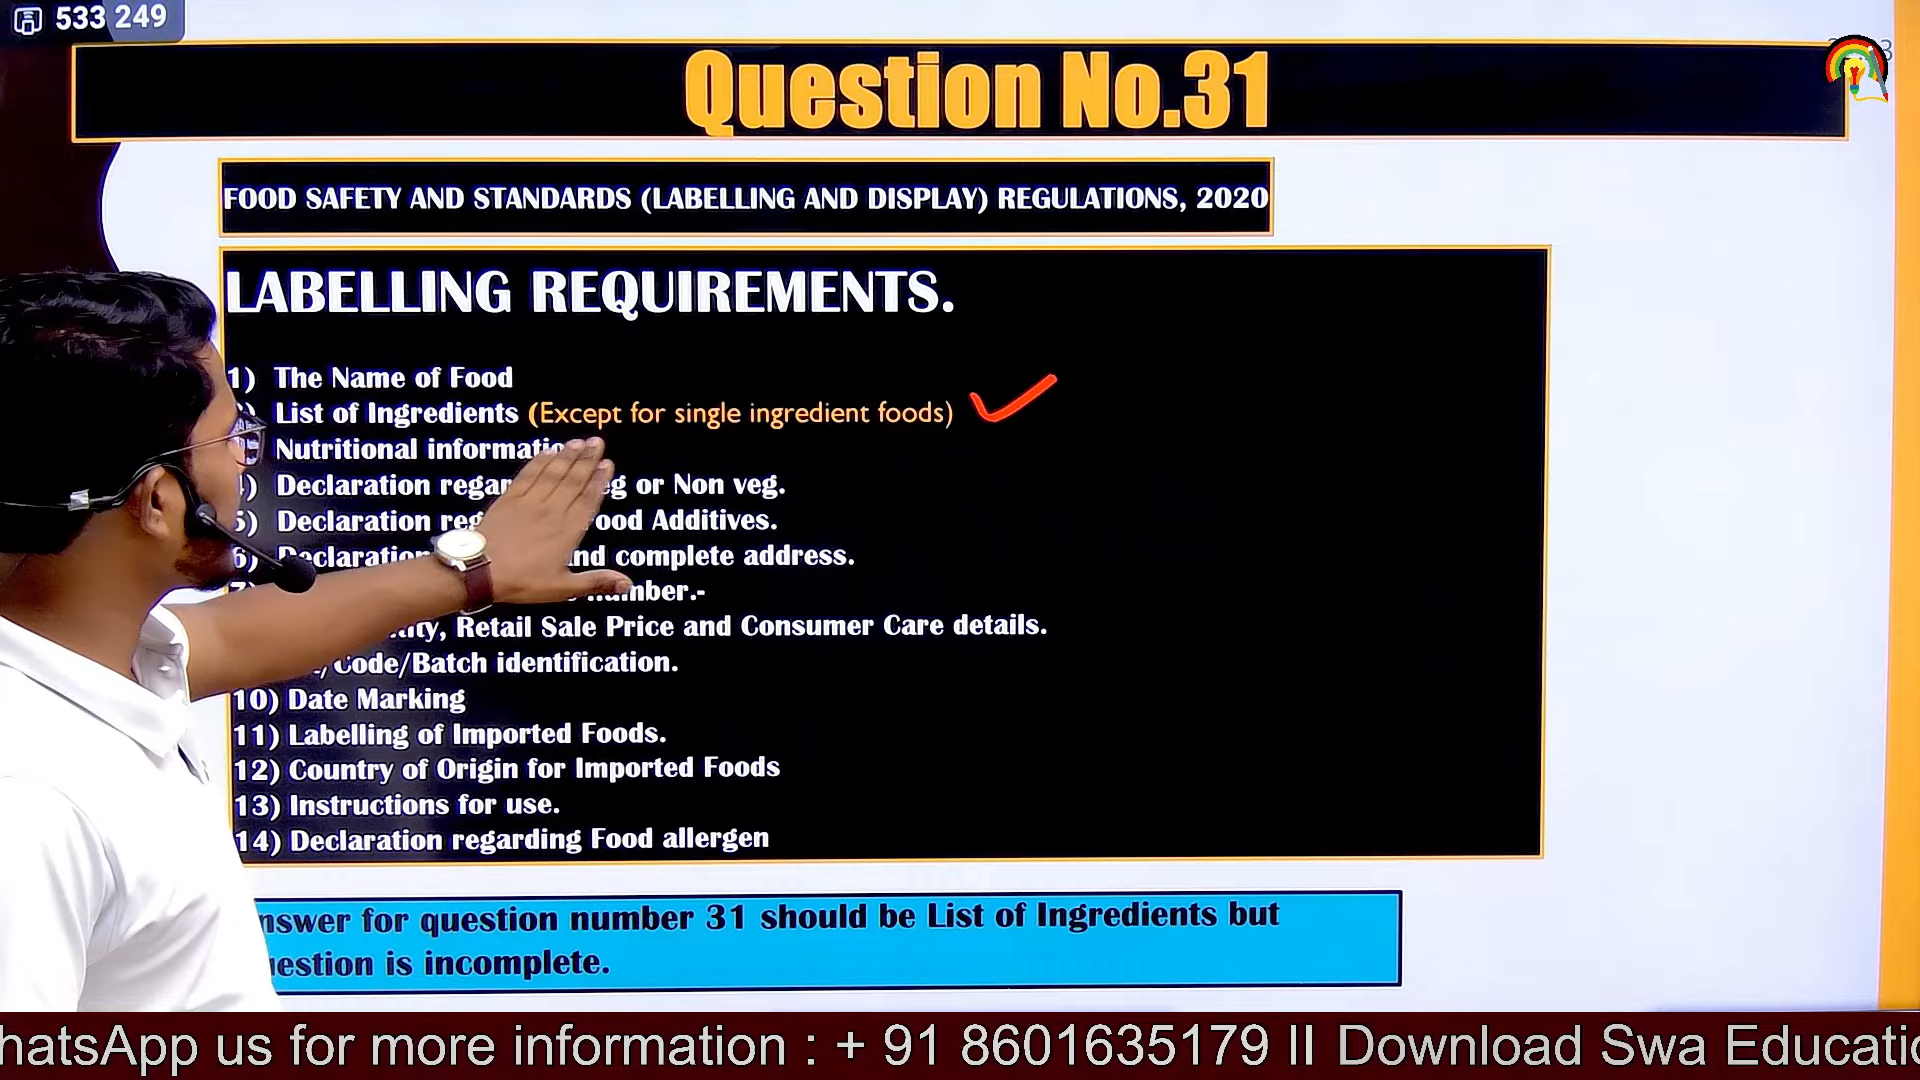 533 249
Question No.31
FOOD SAFETY AND STANDARDS (LABELLING AND DISPLAY) REGULATIONS, 2020
LABELLING REQUIREMENTS.
1) The Name of Food
List of Ingredients (Except for single ingredient foods)
Nutritional
Declaration or Non veg.
5) Declaration Additives.
6) complete address.
Retail Sale Price and Consumer Care details.
Code/Batch identification.
10) Date Marking
11) Labelling of Imported Foods.
12) Country of Origin for Imported Foods
13) Instructions for use.
14) Declaration regarding Food allergen
nswer for question number 31 should be List of Ingredients but
estion is incomplete.
hatsApp us for more information : + 91 8601635179 II Download Swa Educati